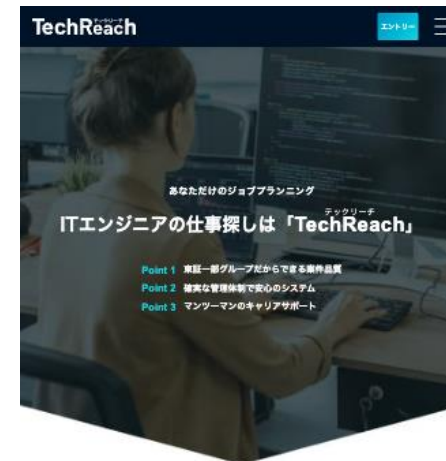 テックリーチ
TechReach
エントリー
あなただけのジョブプランニング
テックリーチ
ITエンジニアの仕事探しは「TechReach」
Point 1 東証一部グループだからできる案件品質
Point 2 確実な管理体制で安心のシステム
Point 3 マンツーマンのキャリアサポート